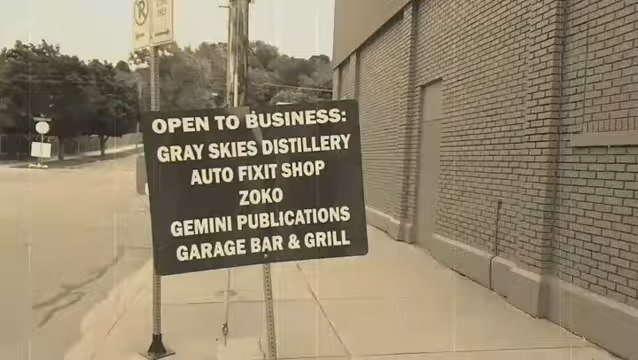 OPEN TO BUSINESS:
GRAY SKIES DISTILLERY
AUTO FIXIT SHOP
ZOKO
GEMINI PUBLICATIONS
GARAGE BAR & GRILL